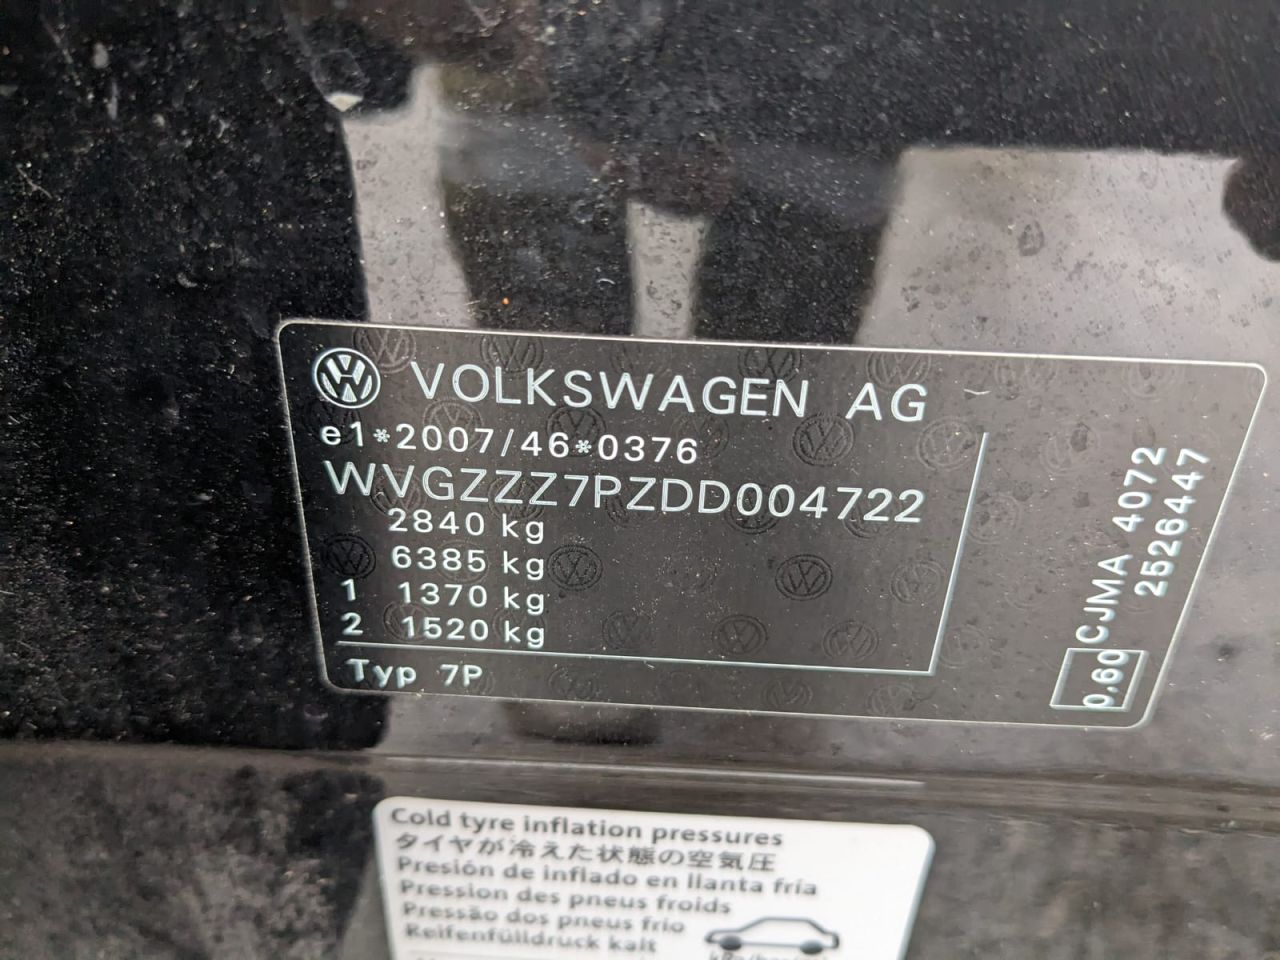 VOLKSWAGEN AG
e1*2007/46*0376
WVGZZZ7PZDD004722
2840 kg
6385 kg
1 1370 kg
2 1520 kg
Typ 7P
0,60 CJMA 4072
2526447
Cold tyre inflation pressures
タイヤが冷えた状態の空気圧
Presión de inflado en llanta fría
Pression des pneus froids
Pressão dos pneus frio
Reifenfülldruck kalt